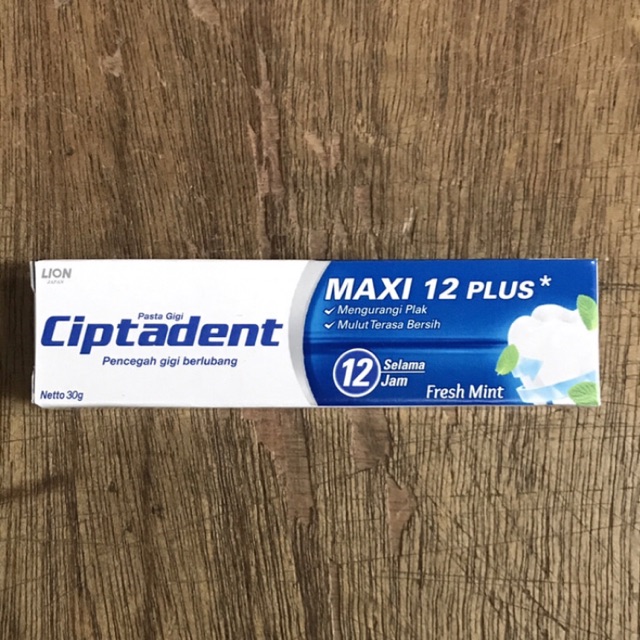 LION
JAPAN
Pasta Gigi
Ciptadent
Pencegah gigi berlubang
Netto 30g
MAXI 12 PLUS*
✓ Mengurangi Plak
✓ Mulut Terasa Bersih
12 Selama
Jam
Fresh Mint